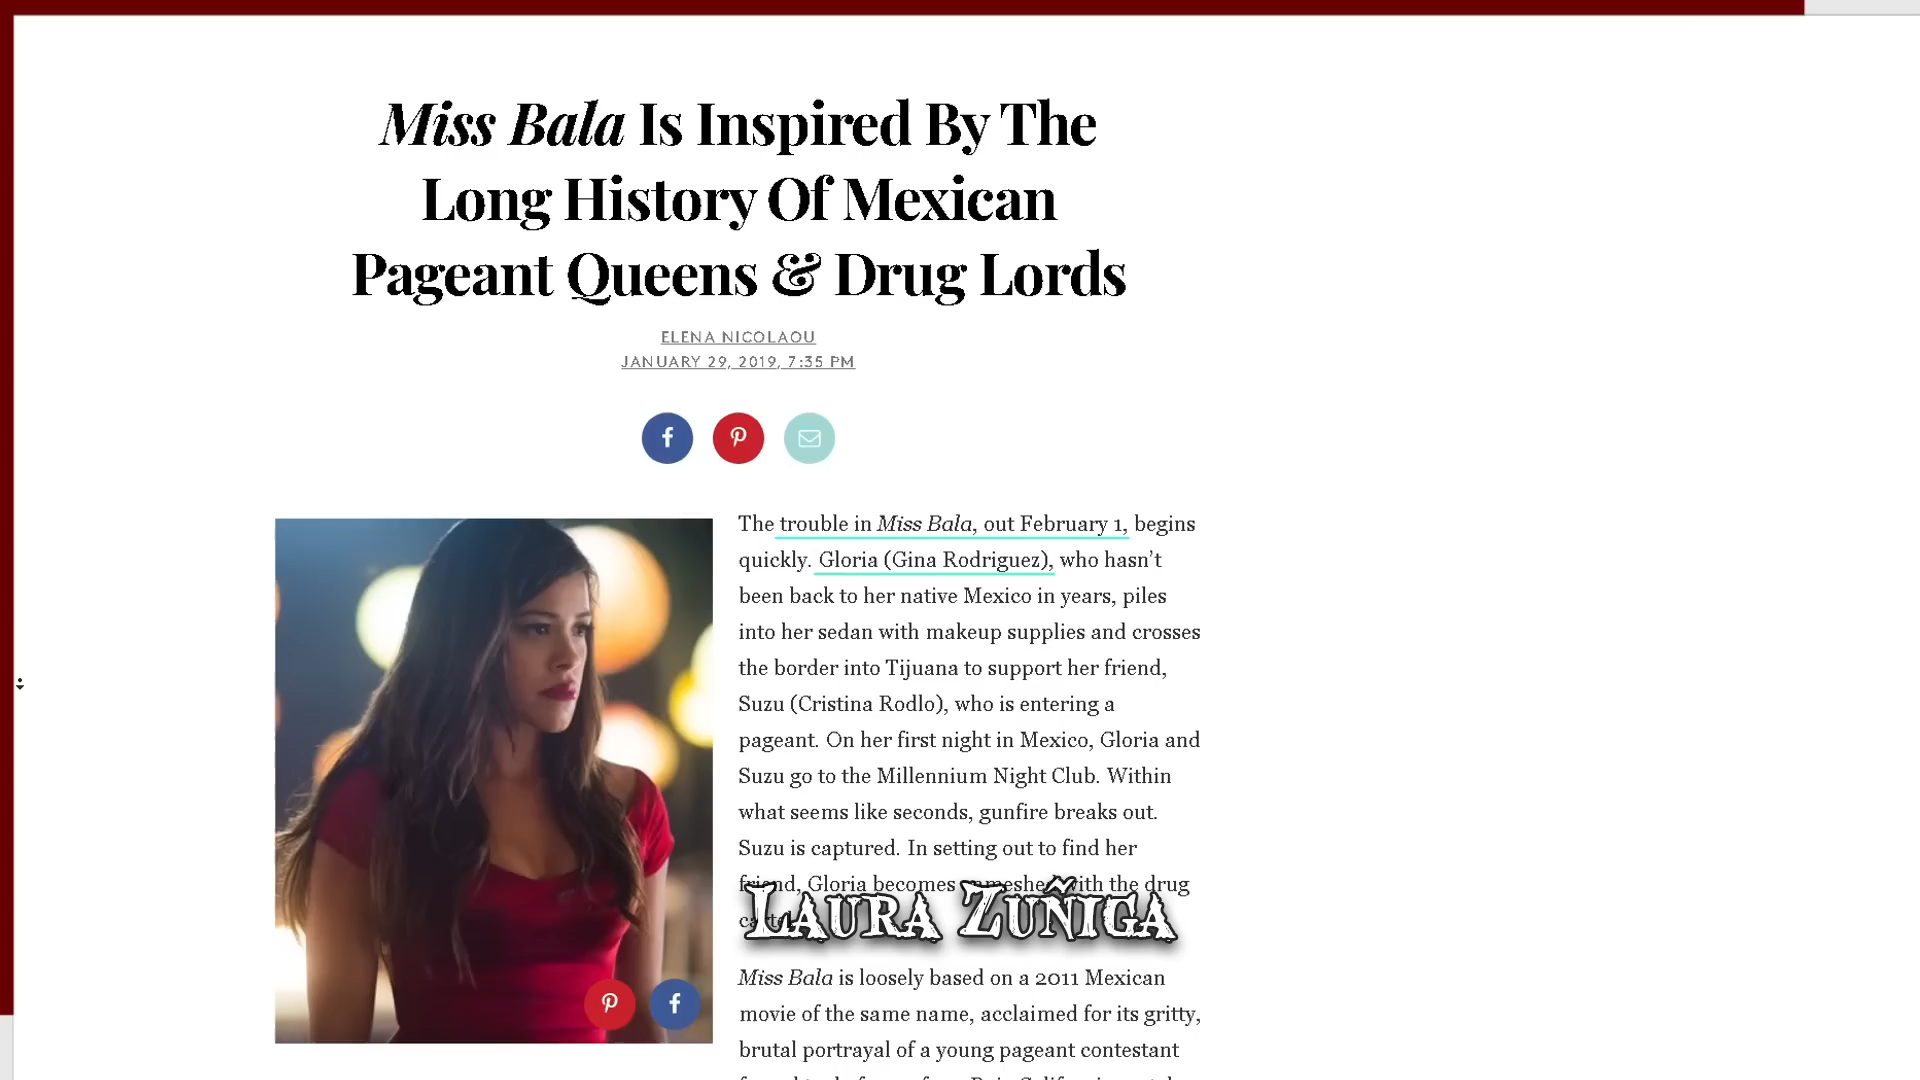 Miss Bala Is Inspired By The
Long History Of Mexican
Pageant Queens & Drug Lords
ELENA NICOLAOU
JANUARY 29, 2019, 7:35 PM
The trouble in Miss Bala, out February 1, begins
quickly. Gloria (Gina Rodriguez), who hasn't
been back to her native Mexico in years, piles
into her sedan with makeup supplies and crosses
the border into Tijuana to support her friend,
Suzu (Cristina Rodlo), who is entering a
pageant. On her first night in Mexico, Gloria and
Suzu go to the Millennium Night Club. Within
what seems like seconds, gunfire breaks out.
Suzu is captured. In setting out to find her
friend, Gloria becomes enmeshed with the drug
Laura Zuñiga
Miss Bala is loosely based on a 2011 Mexican
movie of the same name, acclaimed for its gritty,
brutal portrayal of a young pageant contestant